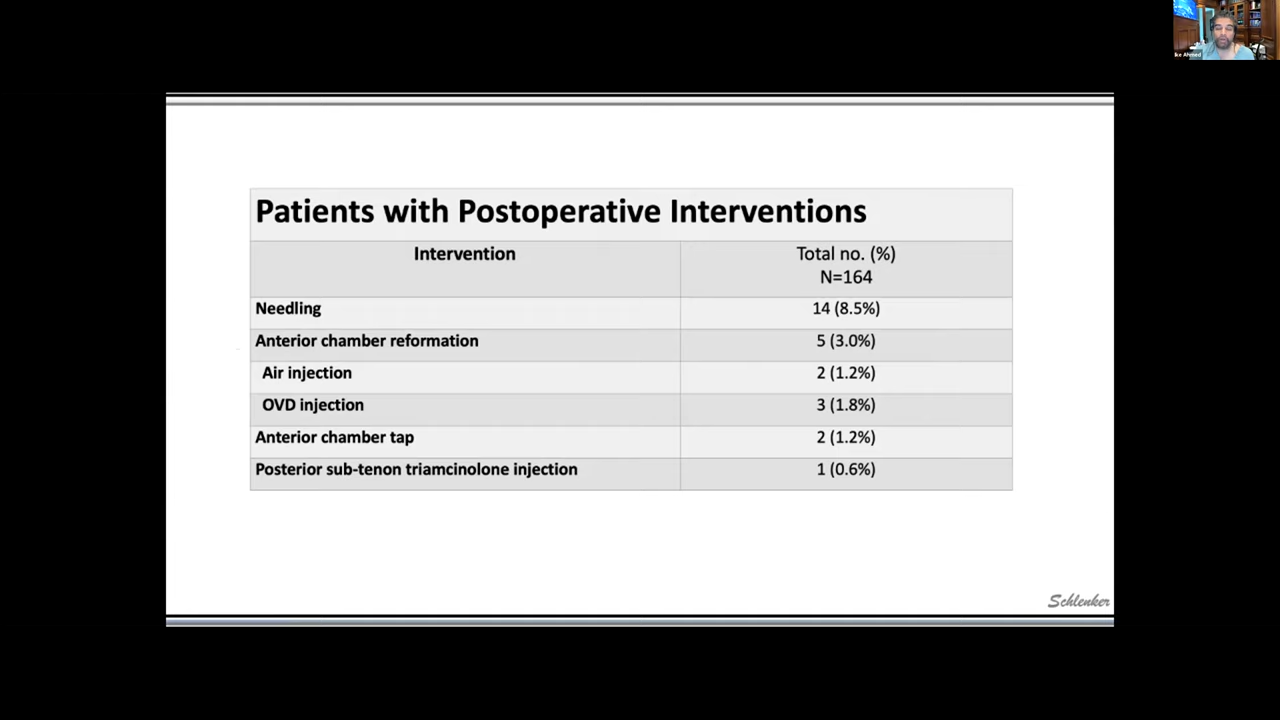 Ike Ahmed
Patients with Postoperative Interventions
Intervention
Total no. (%)
N=164
Needling
14 (8.5%)
Anterior chamber reformation
5 (3.0%)
Air injection
2 (1.2%)
OVD injection
3 (1.8%)
Anterior chamber tap
2 (1.2%)
Posterior sub-tenon triamcinolone injection
1 (0.6%)
Schlenker